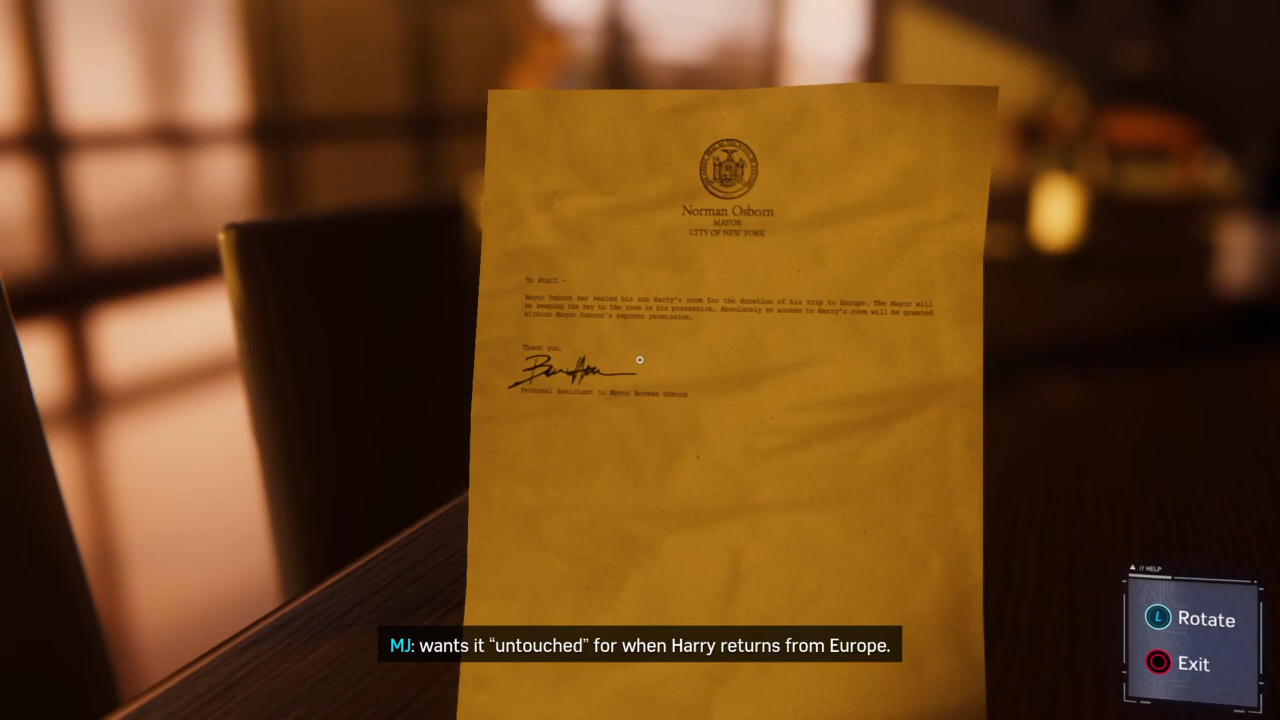 Norman Osborn
MAYOR
CITY OF NEW YORK
To Staff -
Mayor Osborn has sealed his son Harry's room for the duration of his trip to Europe. The Mayor will
be keeping the key to the room in his possession. Absolutely no access to Harry's room will be granted
without Mayor Osborn's express permission.
Thank you,
Personal Assistant to Mayor Norman Osborn
MJ: wants it “untouched” for when Harry returns from Europe.
// HELP
L Rotate
Exit